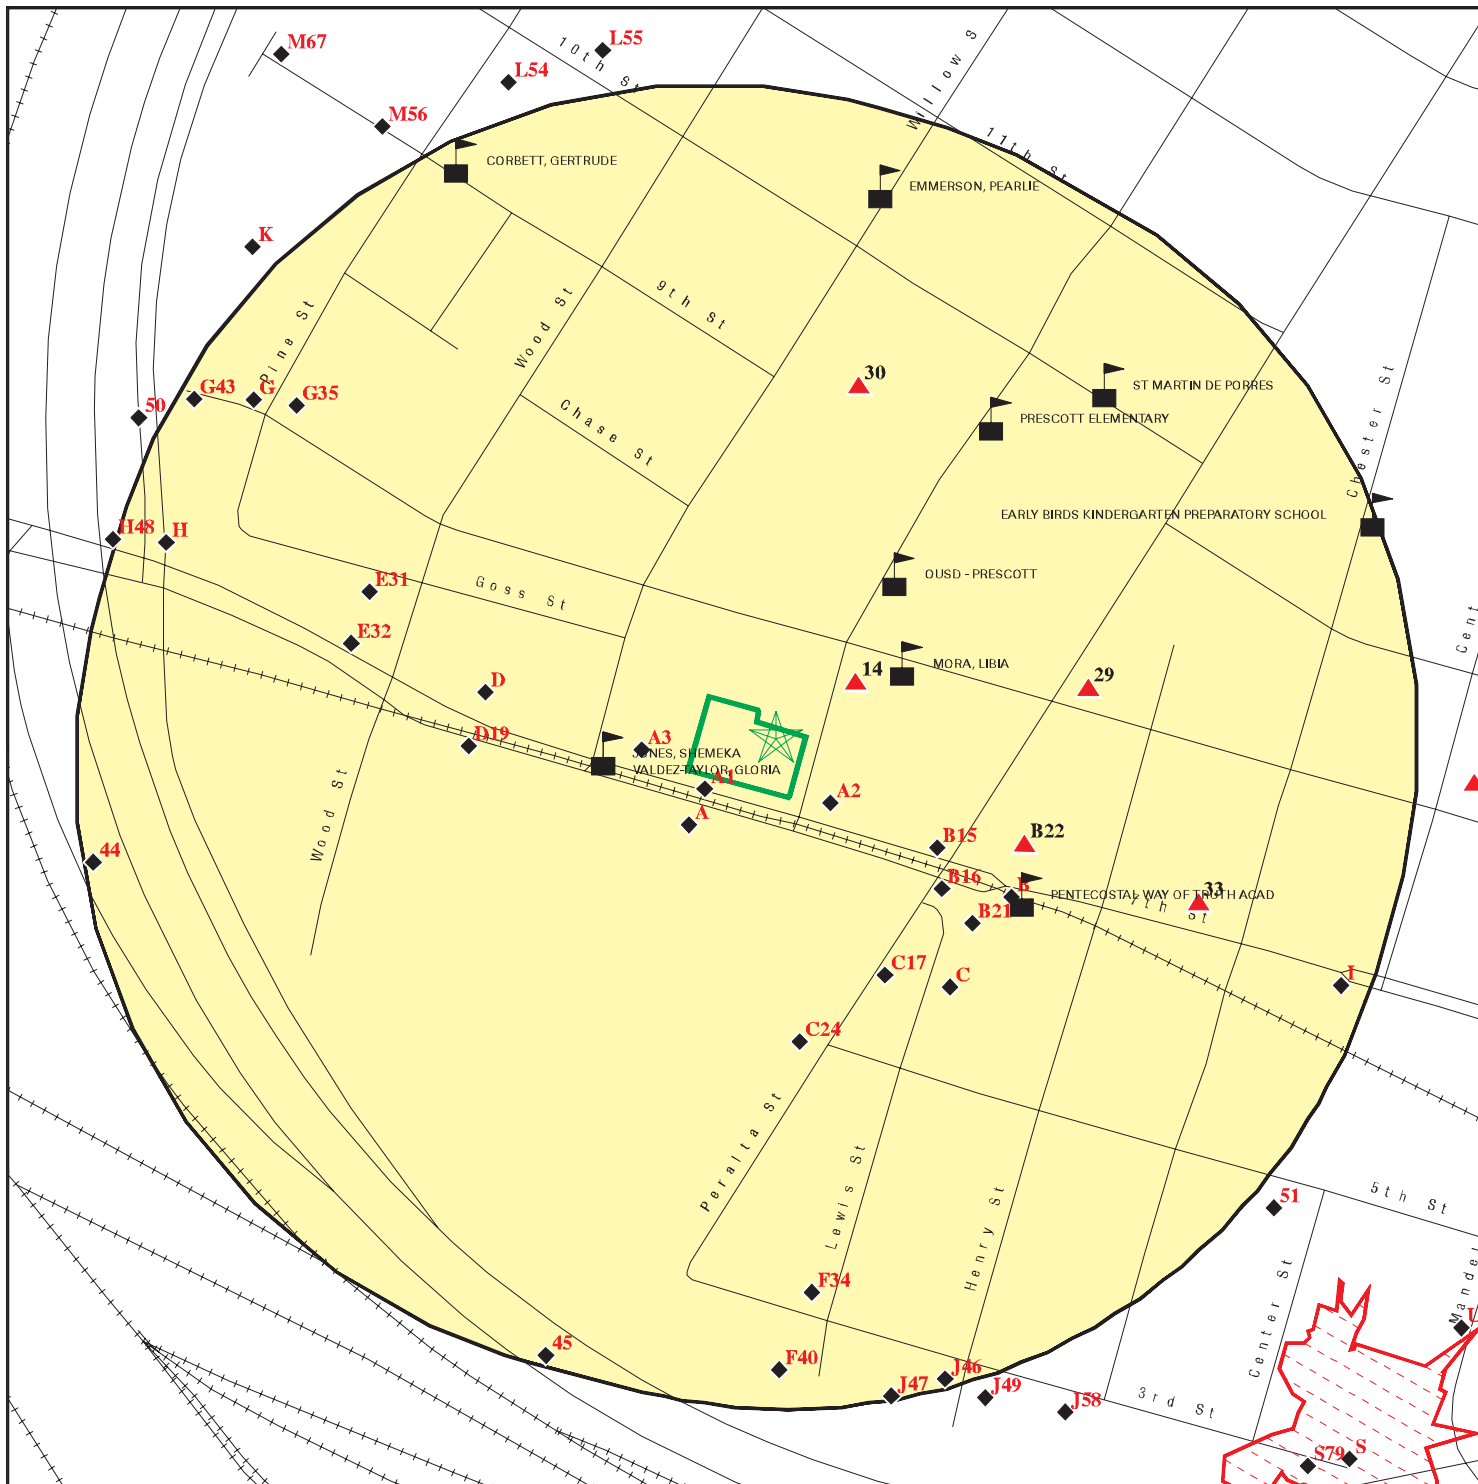 M67
L55
L54
10th St
M56
Willow S
11th St
CORBETT, GERTRUDE
EMMERSON, PEARLIE
K
Pine St
Wood St
9th St
30
ST MARTIN DE PORRES
G43
G
G35
50
Chase St
PRESCOTT ELEMENTARY
Chester St
EARLY BIRDS KINDERGARTEN PREPARATORY SCHOOL
H48
H
E31
Goss St
OUSD - PRESCOTT
E32
Cent
MORA, LIBIA
14
29
D
D19
A3
JONES, SHEMEKA
VALDEZ-TAYLOR, GLORIA
A1
A2
A
Wood St
B15
B22
44
B16
B
PENTECOSTAL WAY OF TRUTH ACAD
33
7th St
B21
C17
C
I
C24
Peralta St
Lewis St
Henry St
51
5th St
Center St
Mandel
F34
45
F40
J46
J47
J49
J58
3rd St
S79
S